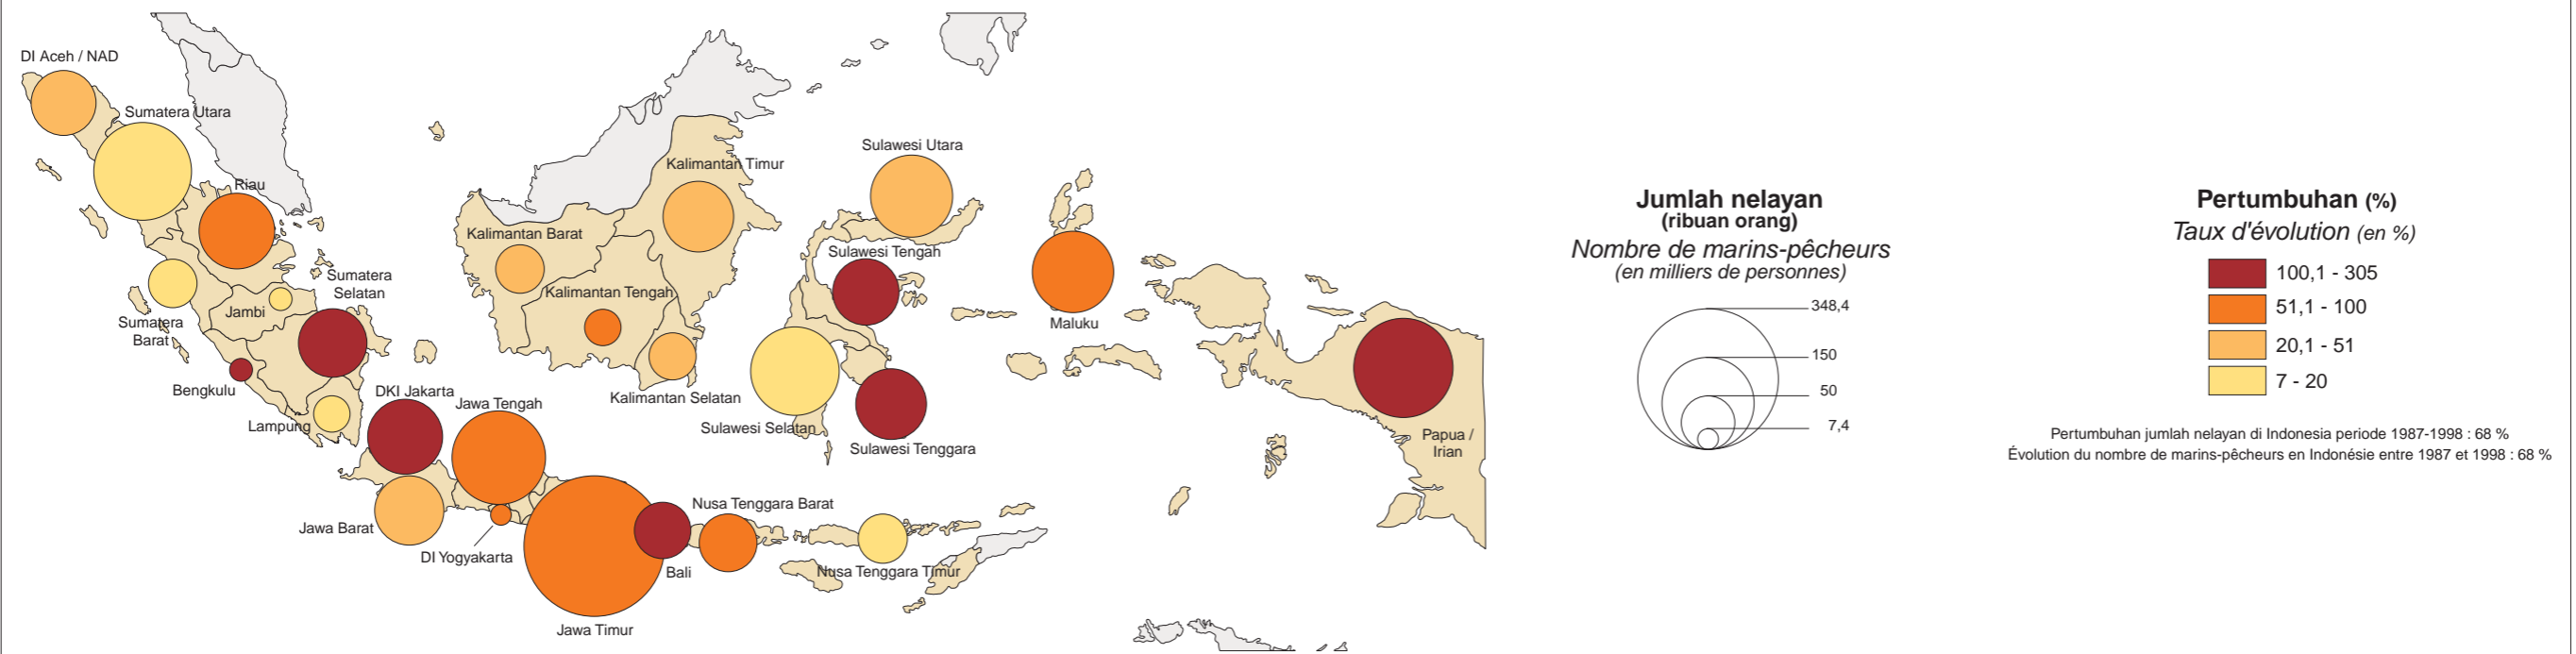 DI Aceh / NAD
Sumatera Utara
Riau
Sumatera
Barat
Jambi
Sumatera
Selatan
Bengkulu
Lampung
DKI Jakarta
Jawa Tengah
Jawa Barat
DI Yogyakarta
Jawa Timur
Bali
Nusa Tenggara Barat
Nusa Tenggara Timur
Kalimantan Timur
Kalimantan Barat
Kalimantan Tengah
Kalimantan Selatan
Sulawesi Utara
Sulawesi Tengah
Sulawesi Selatan
Sulawesi Tenggara
Maluku
Papua /
Irian
Jumlah nelayan
(ribuan orang)
Nombre de marins-pêcheurs
(en milliers de personnes)
348,4
150
50
7,4
Pertumbuhan (%)
Taux d'évolution (en %)
100,1 - 305
51,1 - 100
20,1 - 51
7 - 20
Pertumbuhan jumlah nelayan di Indonesia periode 1987-1998 : 68 %
Évolution du nombre de marins-pêcheurs en Indonésie entre 1987 et 1998 : 68 %